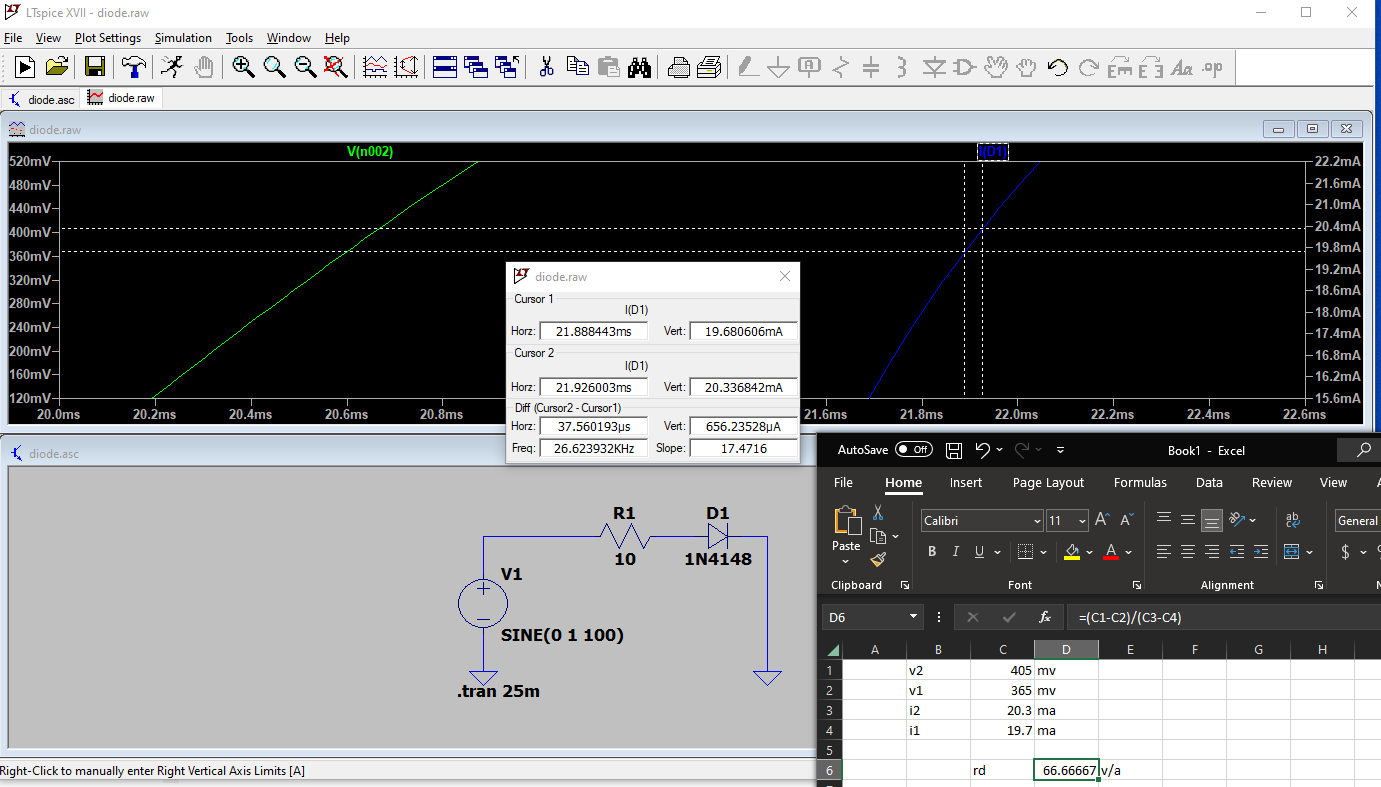 LTspice XVII - diode.raw
File View Plot Settings Simulation Tools Window Help
.op
diode.asc diode.raw
diode.raw
V(n002) I(D1)
520mV 22.2mA
480mV 21.6mA
440mV 21.0mA
400mV 20.4mA
360mV 19.8mA
320mV 19.2mA
280mV 18.6mA
240mV 18.0mA
200mV 17.4mA
160mV 16.8mA
16.2mA
120mV 15.6mA
20.0ms 20.2ms 20.4ms 20.6ms 20.8ms 21.6ms 21.8ms 22.0ms 22.2ms 22.4ms 22.6ms
diode.raw
Cursor 1
I(D1)
Horz: 21.888443ms Vert: 19.680606mA
Cursor 2
I(D1)
Horz: 21.926003ms Vert: 20.336842mA
Diff (Cursor2 - Cursor1)
Horz: 37.560193µs Vert: 656.23528µA
Freq: 26.623932KHz Slope: 17.4716
diode.asc
R1 D1
10 1N4148
V1
SINE(0 1 100)
.tran 25m
Right-Click to manually enter Right Vertical Axis Limits [A]
AutoSave Off Book1 - Excel
File Home Insert Page Layout Formulas Data Review View
Calibri 11 A A ab General
Paste B I U A $
Clipboard Font Alignment
D6 fx =(C1-C2)/(C3-C4)
A B C D E F G H
1 v2 405 mv
2 v1 365 mv
3 i2 20.3 ma
4 i1 19.7 ma
5
6 rd 66.66667 v/a